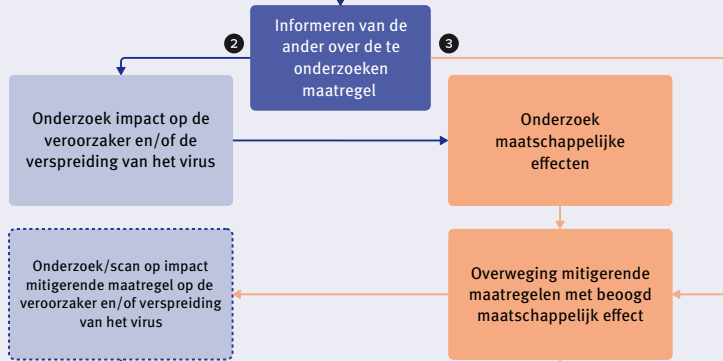 Informeren van de
ander over de te
onderzoeken
maatregel
2
3
Onderzoek impact op de
veroorzaker en/of de
verspreiding van het virus
Onderzoek
maatschappelijke
effecten
Onderzoek/scan op impact
mitigerende maatregel op de
veroorzaker en/of verspreiding
van het virus
Overweging mitigerende
maatregelen met beoogd
maatschappelijk effect